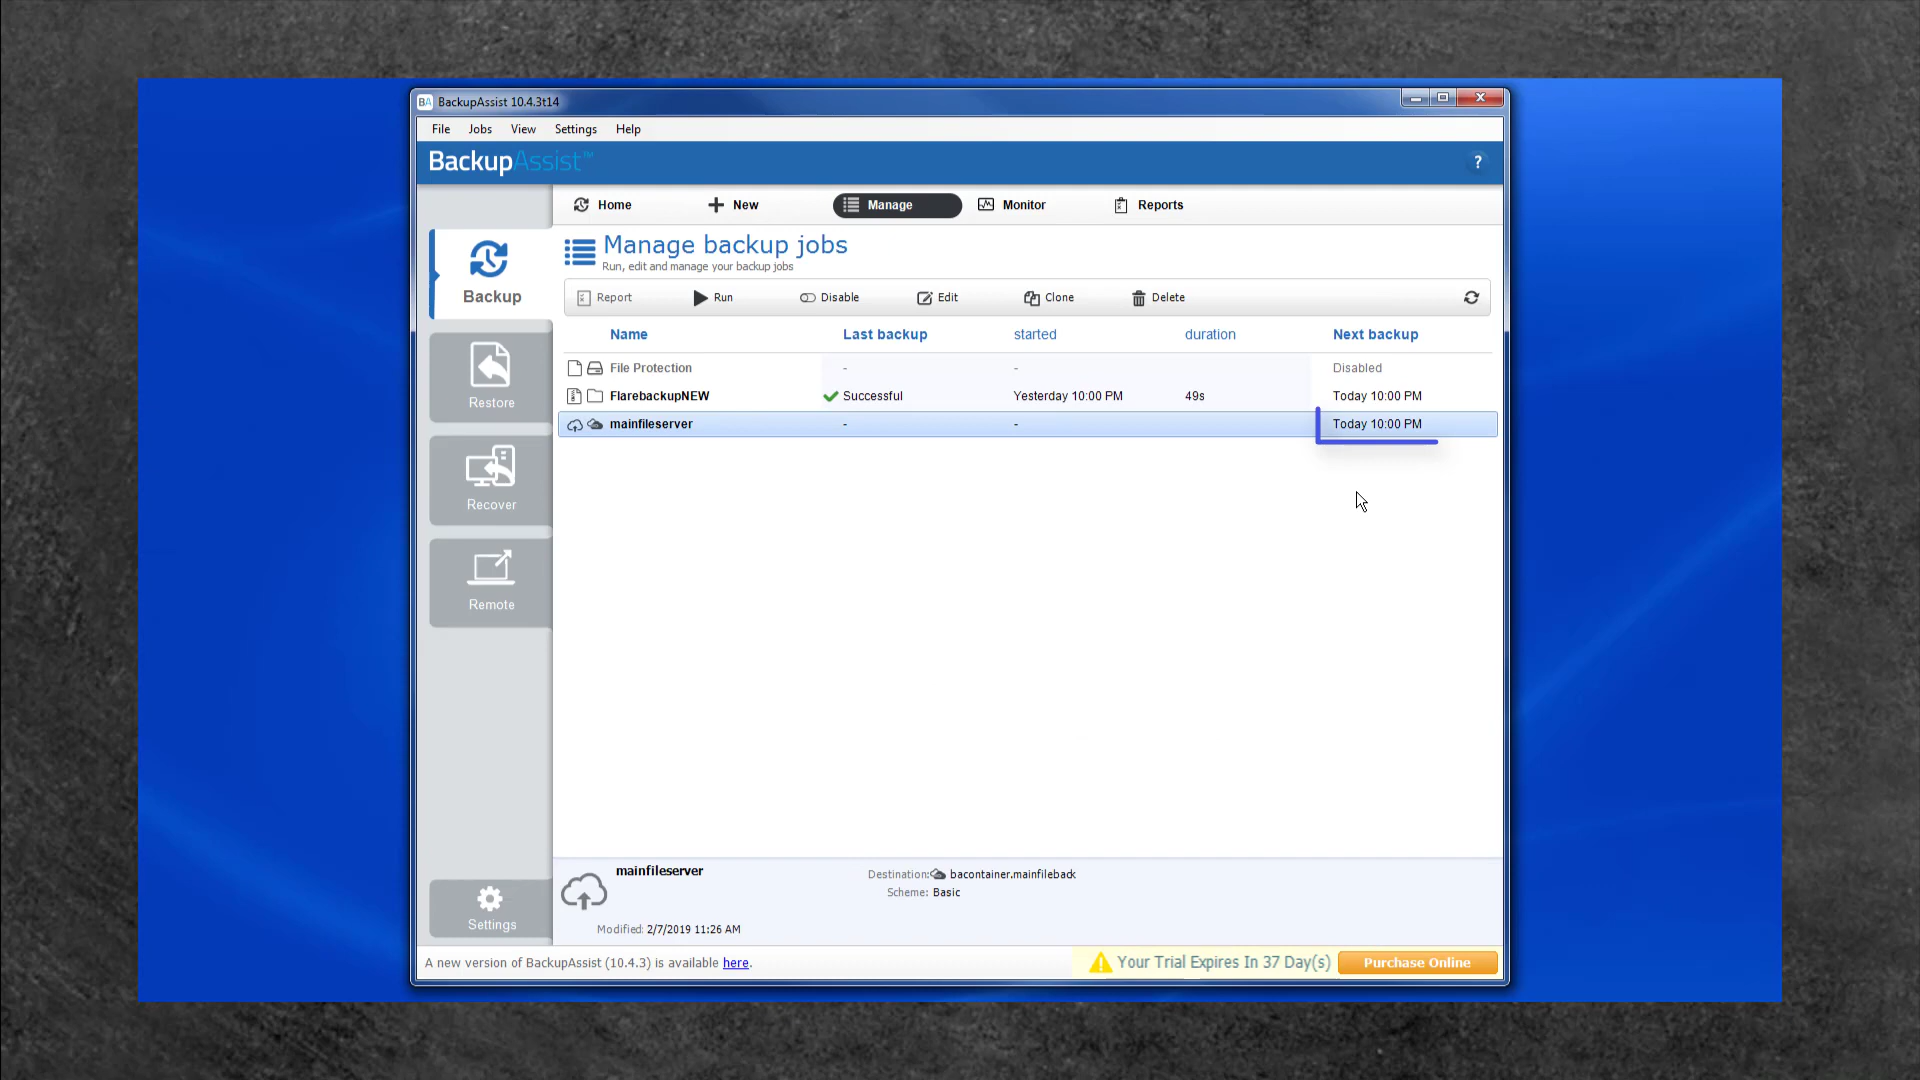 BA BackupAssist 10.4.3t14
File Jobs View Settings Help
BackupAssist™ ?
Home New Manage Monitor Reports
Manage backup jobs
Run, edit and manage your backup jobs
Report Run Disable Edit Clone Delete
Name Last backup started duration Next backup
File Protection - - Disabled
FlarebackupNEW Successful Yesterday 10:00 PM 49s Today 10:00 PM
mainfileserver - - Today 10:00 PM
Backup
Restore
Recover
Remote
Settings
mainfileserver
Destination: bacontainer.mainfileback
Scheme: Basic
Modified: 2/7/2019 11:26 AM
A new version of BackupAssist (10.4.3) is available here.
Your Trial Expires In 37 Day(s) Purchase Online